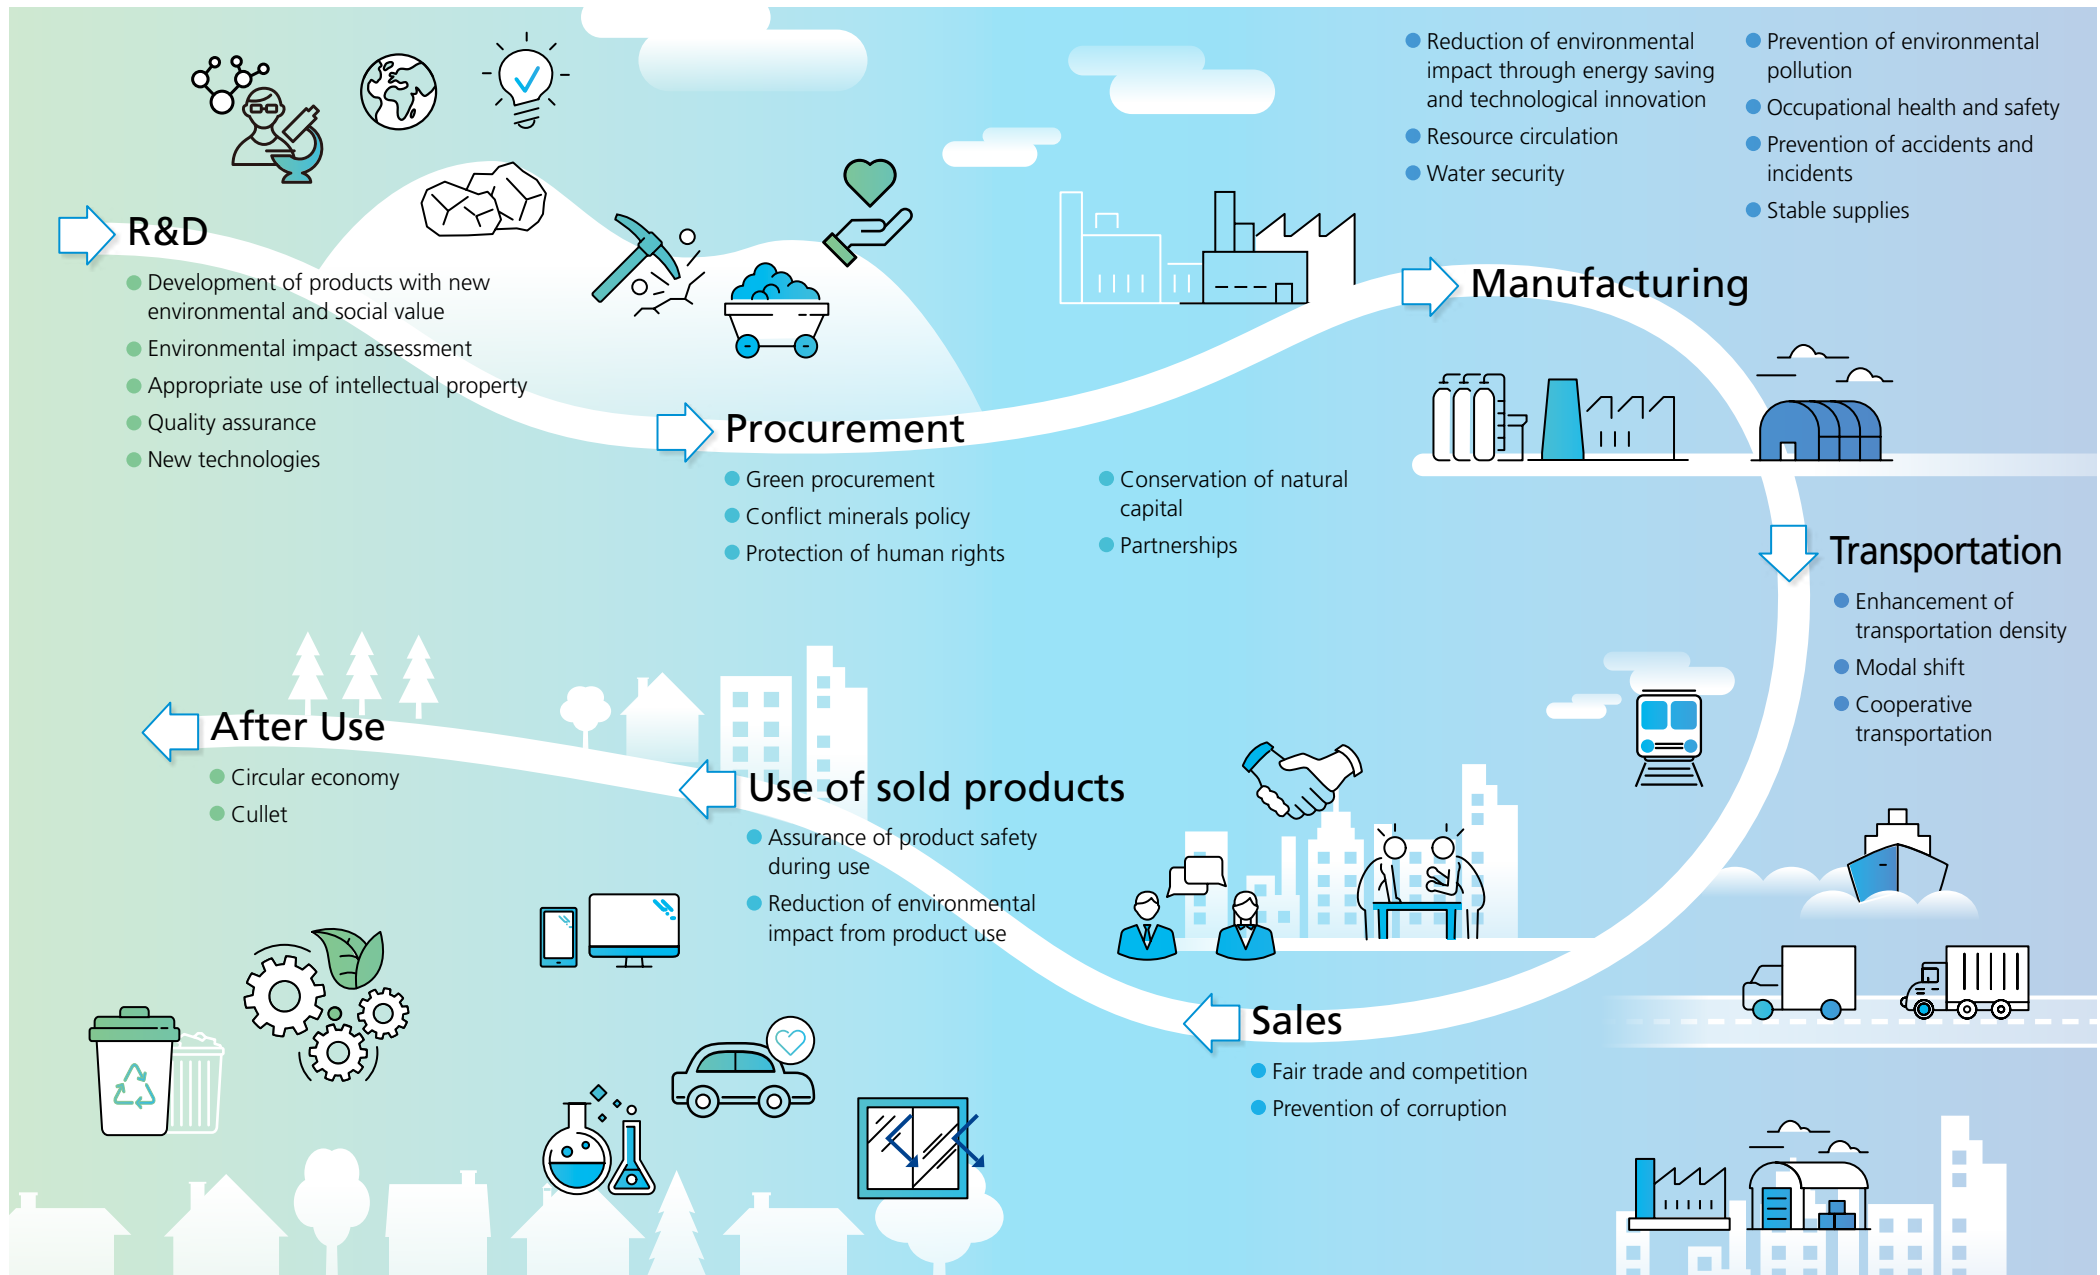 R&D
Development of products with new
environmental and social value
Environmental impact assessment
Appropriate use of intellectual property
Quality assurance
New technologies
Procurement
Green procurement
Conflict minerals policy
Protection of human rights
Conservation of natural
capital
Partnerships
Reduction of environmental
impact through energy saving
and technological innovation
Resource circulation
Water security
Prevention of environmental
pollution
Occupational health and safety
Prevention of accidents and
incidents
Stable supplies
Manufacturing
Transportation
Enhancement of
transportation density
Modal shift
Cooperative
transportation
Sales
Fair trade and competition
Prevention of corruption
Use of sold products
Assurance of product safety
during use
Reduction of environmental
impact from product use
After Use
Circular economy
Cullet